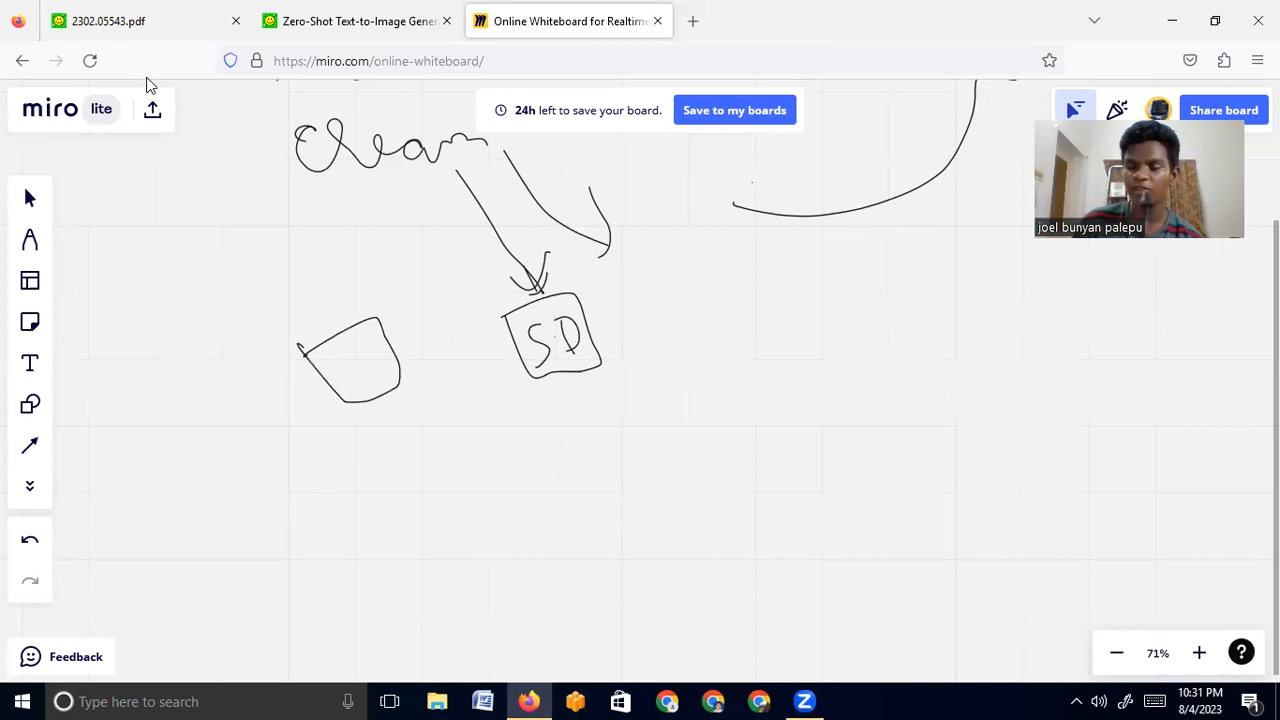 2302.05543.pdf
Zero-Shot Text-to-Image Gener
Online Whiteboard for Realtime
https://miro.com/online-whiteboard/
miro lite
24h left to save your board.
Save to my boards
Share board
joel bunyan palepu
SD
T
Feedback
71%
?
Type here to search
10:31 PM
8/4/2023